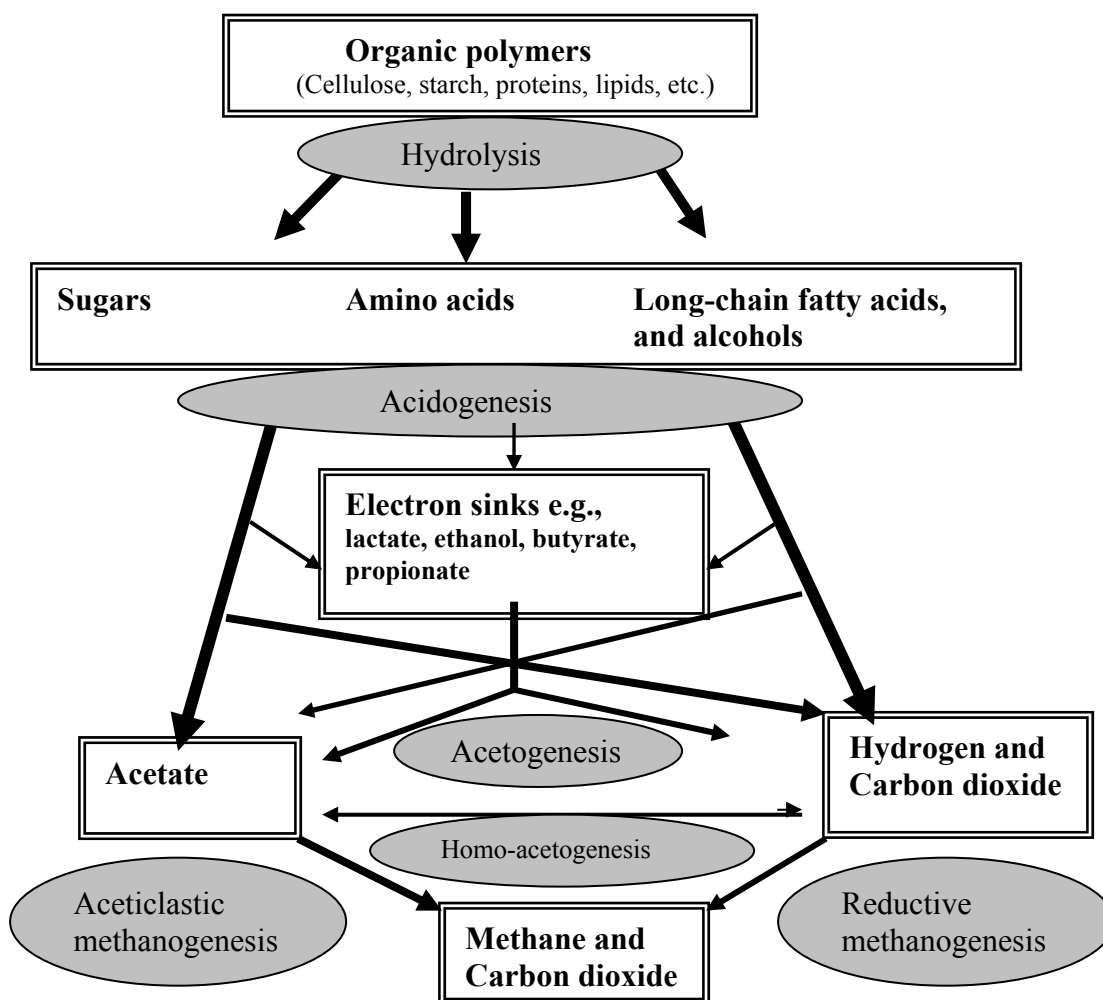 Organic polymers
(Cellulose, starch, proteins, lipids, etc.)
Hydrolysis
Sugars
Amino acids
Long-chain fatty acids,
and alcohols
Acidogenesis
Electron sinks e.g.,
lactate, ethanol, butyrate,
propionate
Acetogenesis
Acetate
Hydrogen and
Carbon dioxide
Homo-acetogenesis
Aceticlastic
methanogenesis
Methane and
Carbon dioxide
Reductive
methanogenesis